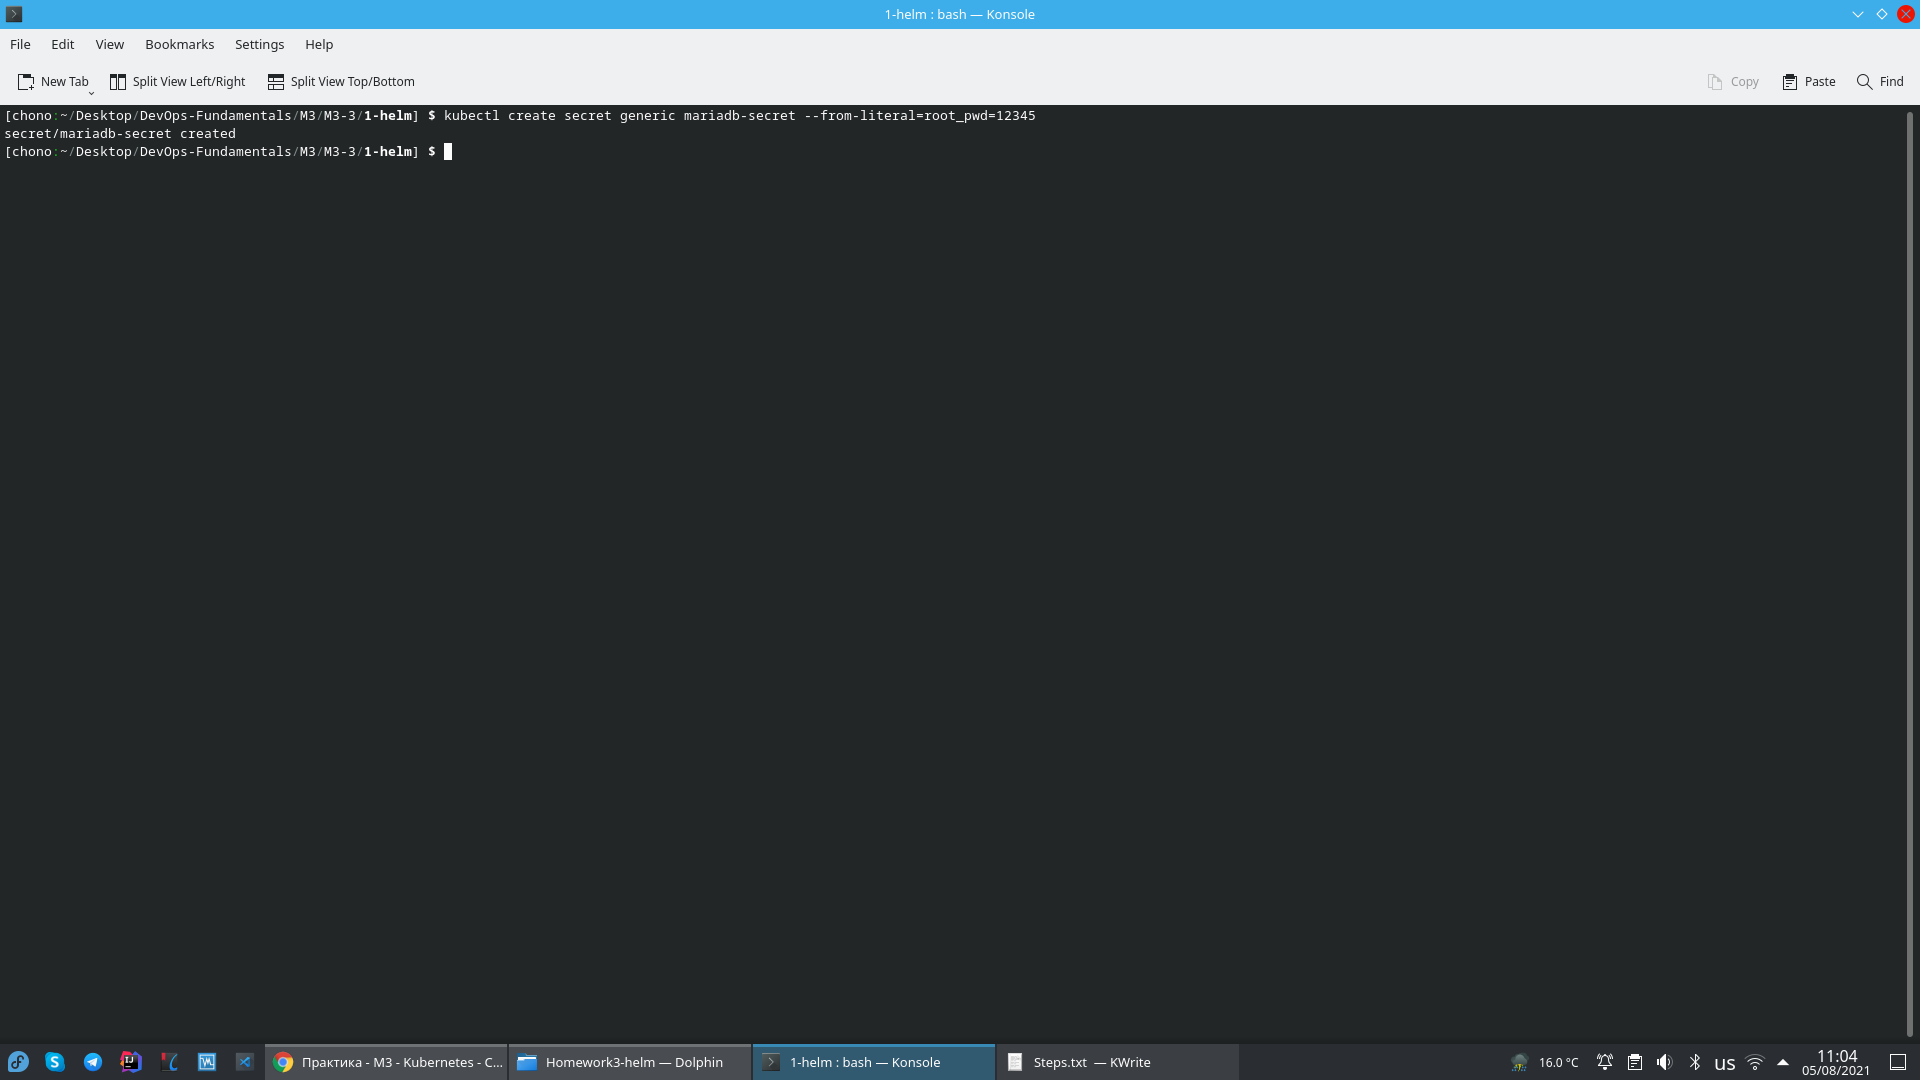 1-helm : bash — Konsole
File Edit View Bookmarks Settings Help
New Tab Split View Left/Right Split View Top/Bottom Copy Paste Find
[chono:~/Desktop/DevOps-Fundamentals/M3/M3-3/1-helm] $ kubectl create secret generic mariadb-secret --from-literal=root_pwd=12345
secret/mariadb-secret created
[chono:~/Desktop/DevOps-Fundamentals/M3/M3-3/1-helm] $
Практика - M3 - Kubernetes - C... Homework3-helm — Dolphin 1-helm : bash — Konsole Steps.txt — KWrite 16.0 °C us 11:04
05/08/2021